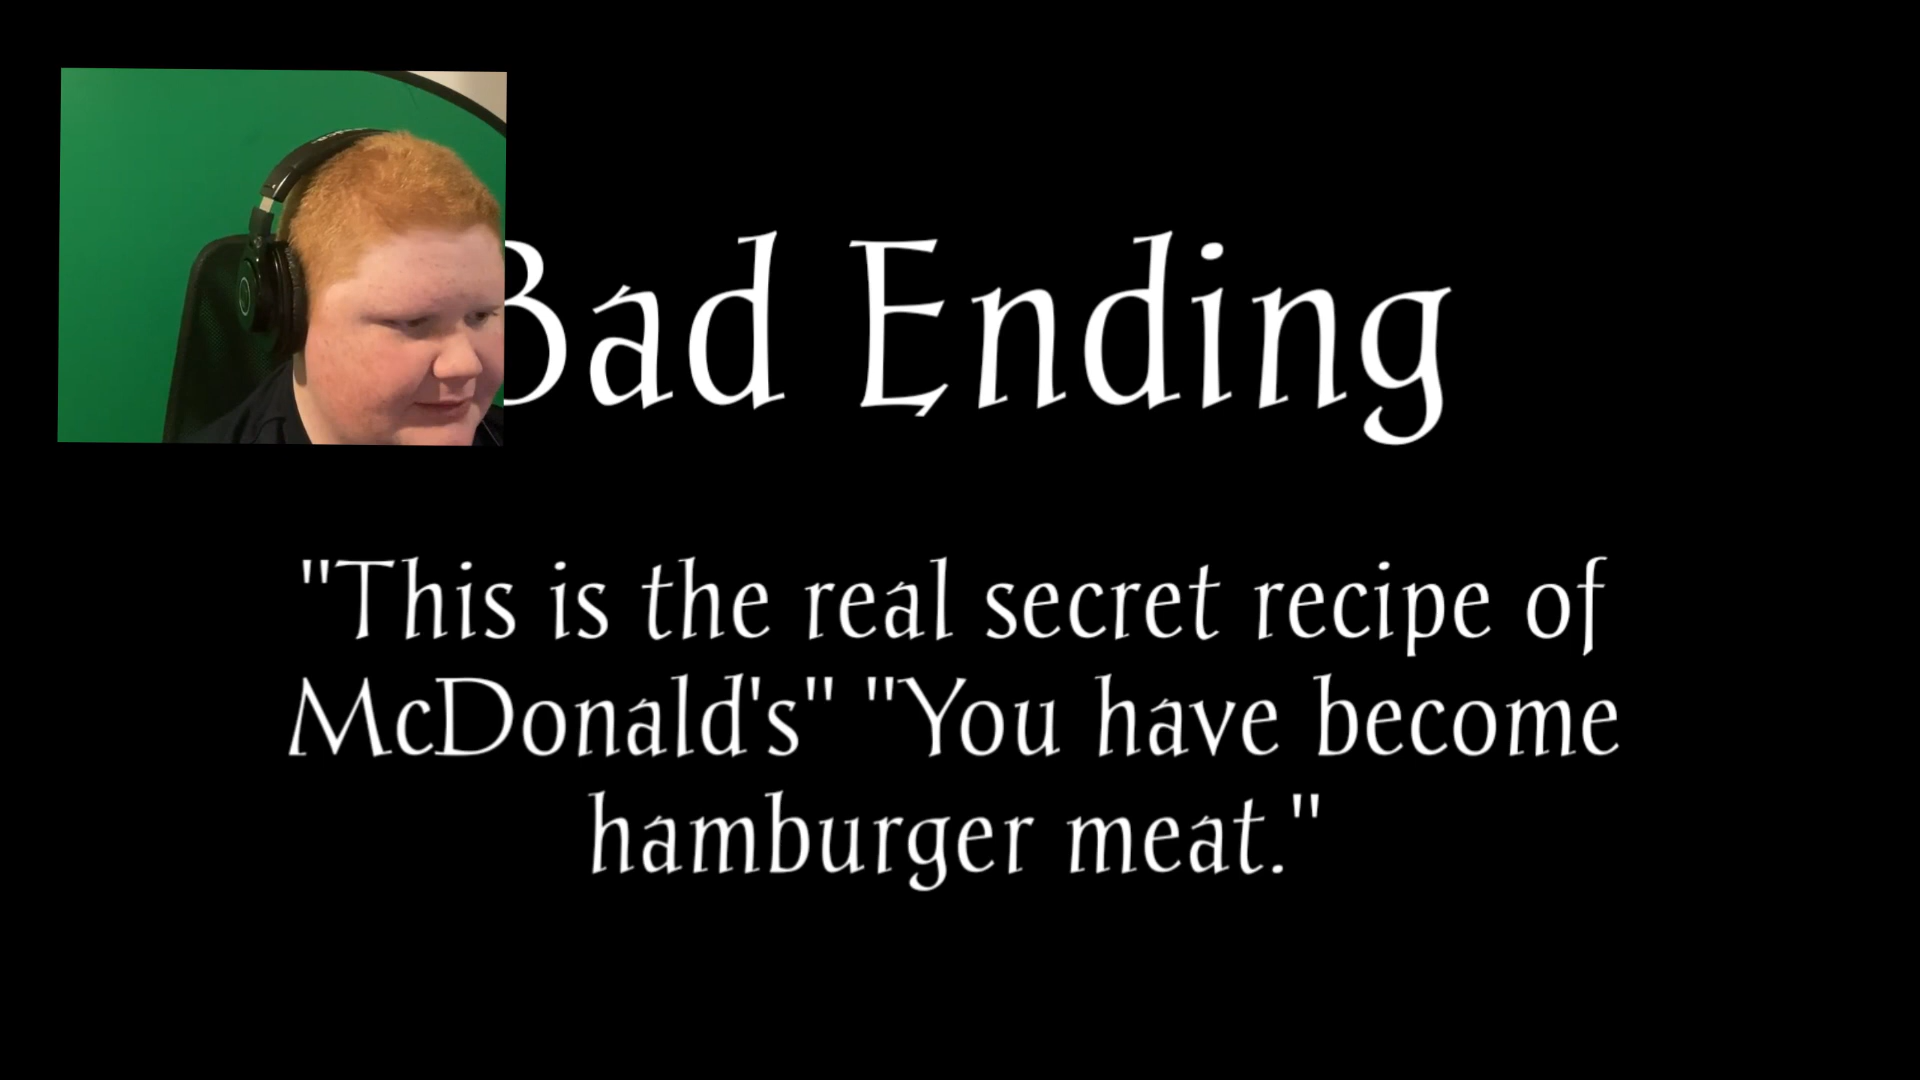 Bad Ending
"This is the real secret recipe of
McDonald's" "You have become
hamburger meat."